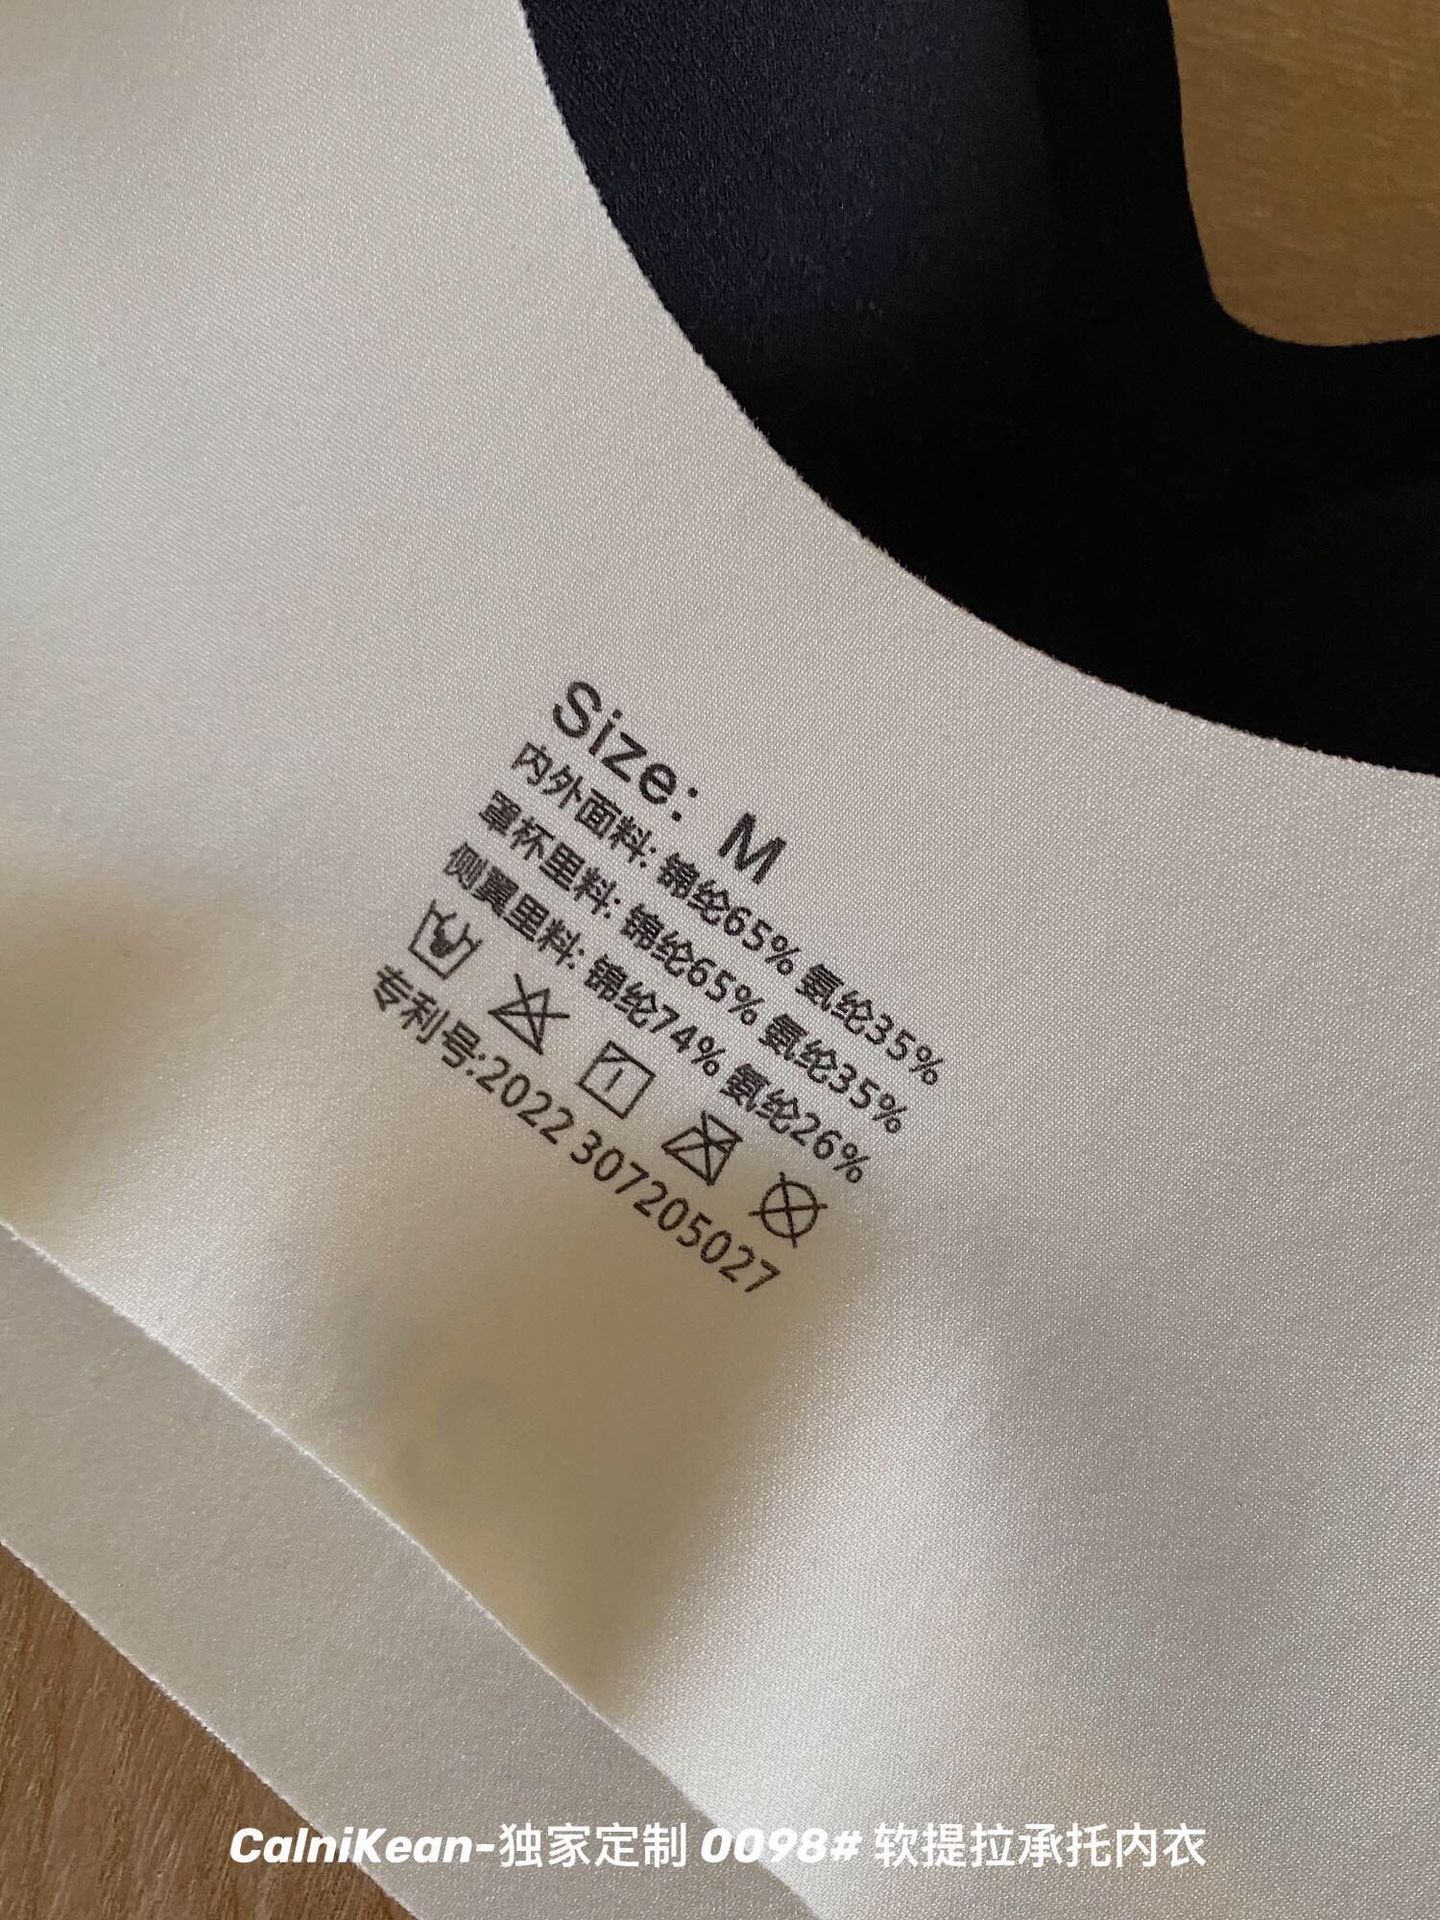 Size: M
内外面料: 锦纶65% 氨纶35%
罩杯里料: 锦纶65% 氨纶35%
侧翼里料: 锦纶74% 氨纶26%
专利号:2022 307205027
CalniKean-独家定制 0098# 软提拉承托内衣